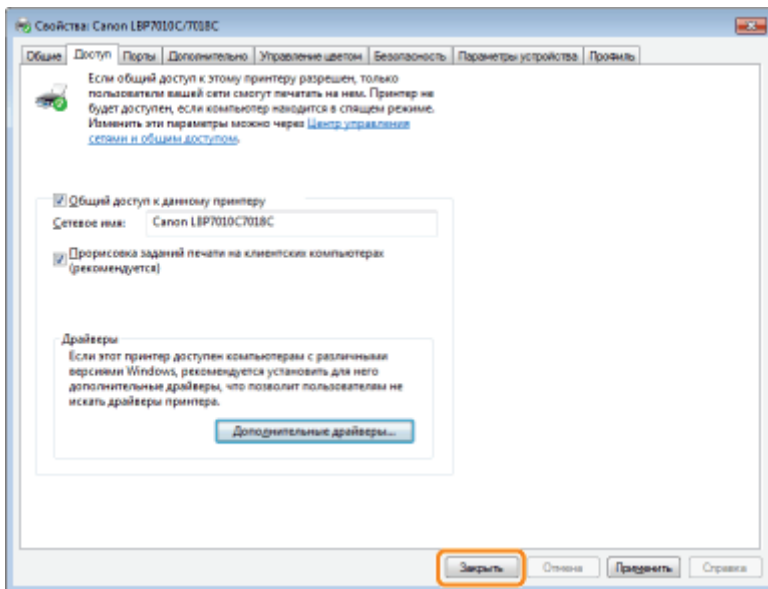 Свойства: Canon LBP7010C/7018C
Общие Доступ Порты Дополнительно Управление цветом Безопасность Параметры устройства Профиль
Если общий доступ к этому принтеру разрешен, только
пользователи вашей сети смогут печатать на нем. Принтер не
будет доступен, если компьютер находится в спящем режиме.
Изменить эти параметры можно через Центр управления
сетями и общим доступом.
Общий доступ к данному принтеру
Сетевое имя: Canon LBP7010C7018C
Прорисовка заданий печати на клиентских компьютерах
(рекомендуется)
Драйверы
Если этот принтер доступен компьютерам с различными
версиями Windows, рекомендуется установить для него
дополнительные драйверы, что позволит пользователям не
искать драйверы принтера.
Дополнительные драйверы...
Закрыть Отмена Применить Справка